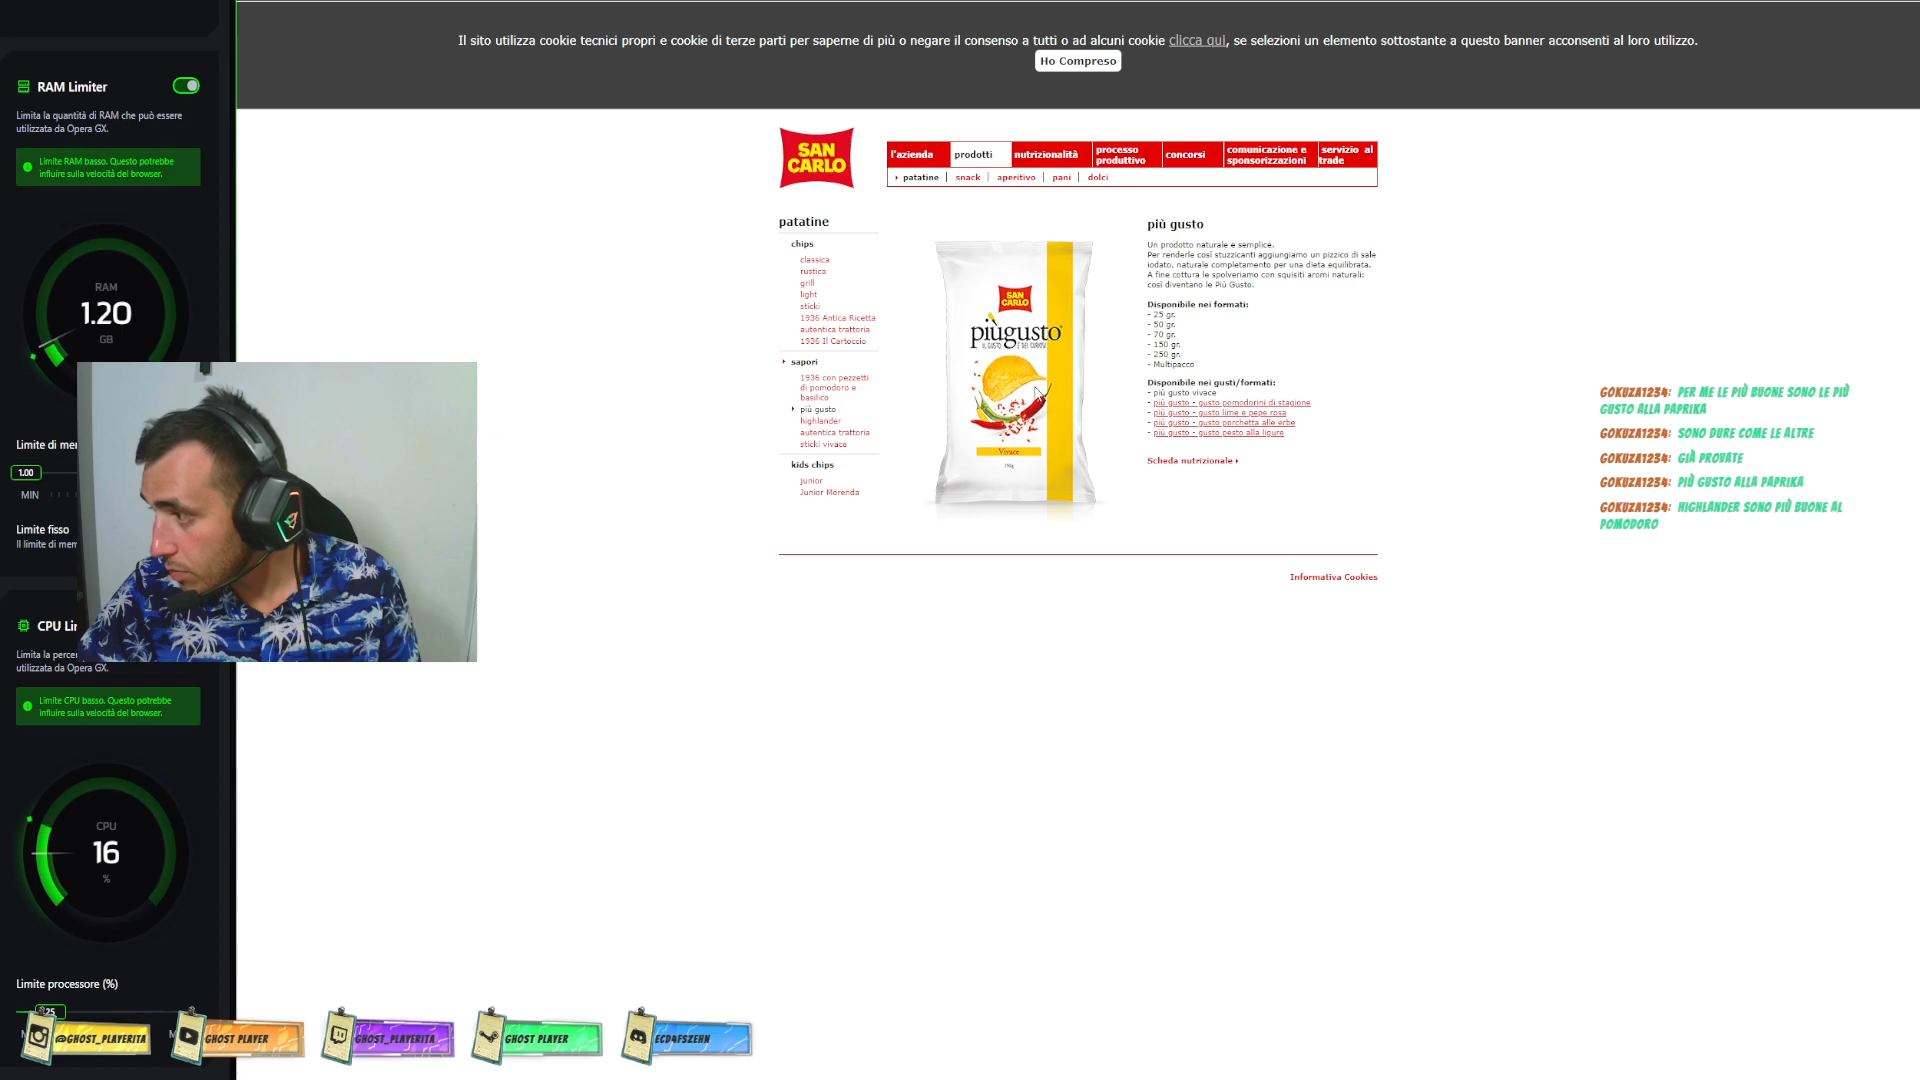 Il sito utilizza cookie tecnici propri e cookie di terze parti per saperne di più o negare il consenso a tutti o ad alcuni cookie clicca qui, se selezioni un elemento sottostante a questo banner acconsenti al loro utilizzo.
Ho Compreso
RAM Limiter
Limita la quantità di RAM che può essere
utilizzata da Opera GX.
Limite RAM basso. Questo potrebbe
influire sulla velocità del browser.
RAM
1.20
GB
Limite di mem
1.00
MIN
Limite fisso
Il limite di mem
CPU Lir
Limita la percer
utilizzata da Opera GX.
Limite CPU basso. Questo potrebbe
influire sulla velocità del browser.
CPU
16
%
Limite processore (%)
25
SAN
CARLO
l'azienda
prodotti
nutrizionalità
processo
produttivo
concorsi
comunicazione e
sponsorizzazioni
servizio al
trade
patatine
snack
aperitivo
pani
dolci
patatine
chips
classica
rustica
grill
light
sticki
1936 Antica Ricetta
autentica trattoria
1936 Il Cartoccio
sapori
1936 con pezzetti
di pomodoro e
basilico
più gusto
highlander
autentica trattoria
sticki vivace
kids chips
junior
Junior Merenda
SAN
CARLO
piùgusto
Vivace
più gusto
Un prodotto naturale e semplice.
Per renderle così stuzzicanti aggiungiamo un pizzico di sale
iodato, naturale completamento per una dieta equilibrata.
A fine cottura le spolveriamo con squisiti aromi naturali:
così diventano le Più Gusto.
Disponibile nei formati:
- 25 gr.
- 50 gr.
- 70 gr.
- 150 gr.
- 250 gr.
- Multipacco
Disponibile nei gusti/formati:
- più gusto vivace
- più gusto - gusto pomodorini di stagione
- più gusto - gusto lime e pepe rosa
- più gusto - gusto porchetta alle erbe
- più gusto - gusto pesto alla ligure
Scheda nutrizionale
Informativa Cookies
GOKUZA1234: PER ME LE PIÙ BUONE SONO LE PIÙ
GUSTO ALLA PAPRIKA
GOKUZA1234: SONO DURE COME LE ALTRE
GOKUZA1234: GIÀ PROVATE
GOKUZA1234: PIÙ GUSTO ALLA PAPRIKA
GOKUZA1234: HIGHLANDER SONO PIÙ BUONE AL
POMODORO
@GHOST_PLAYERITA
GHOST PLAYER
GHOST_PLAYERITA
GHOST PLAYER
ECD4FSZEHN